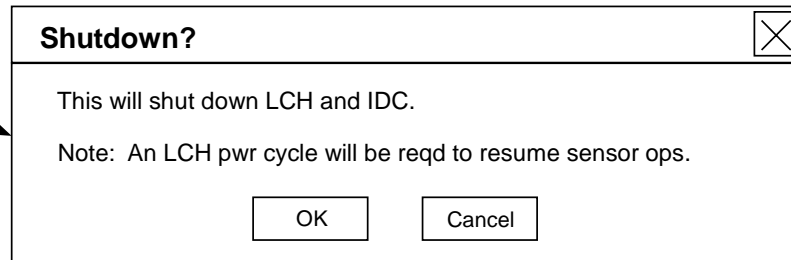 Shutdown?
This will shut down LCH and IDC.
Note: An LCH pwr cycle will be reqd to resume sensor ops.
OK
Cancel